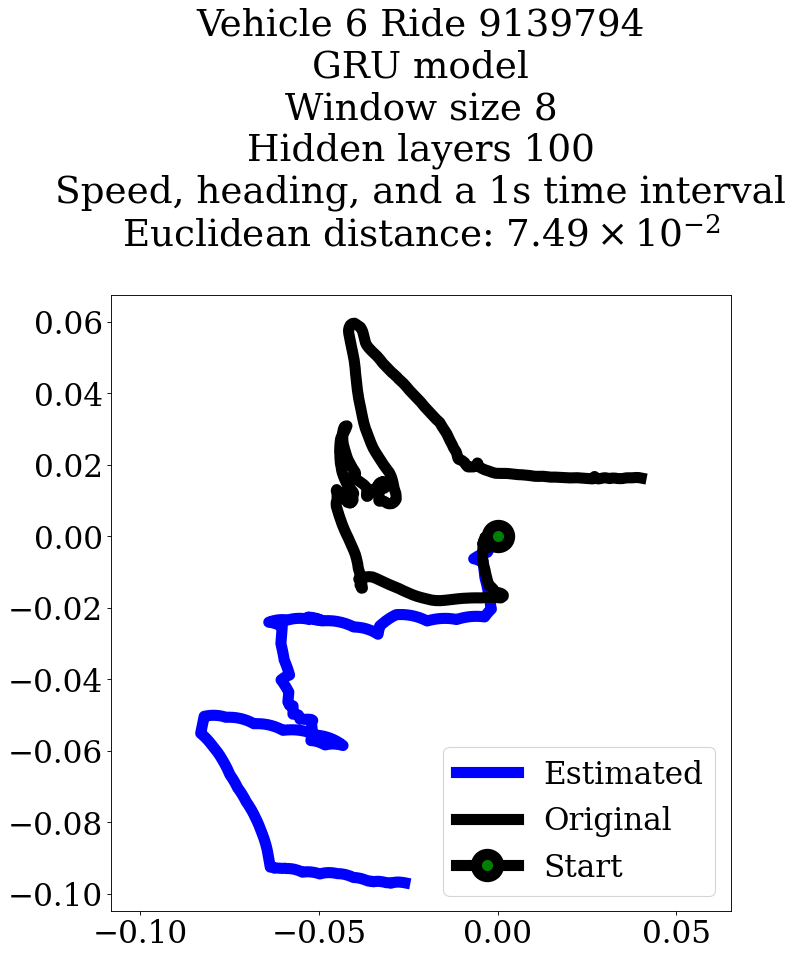 Vehicle 6 Ride 9139794
GRU model
Window size 8
Hidden layers 100
Speed, heading, and a 1s time interval
Euclidean distance: 7.49 × 10⁻²
0.06
0.04
0.02
0.00
−0.02
−0.04
−0.06
−0.08
−0.10
Estimated
Original
Start
−0.10 −0.05 0.00 0.05